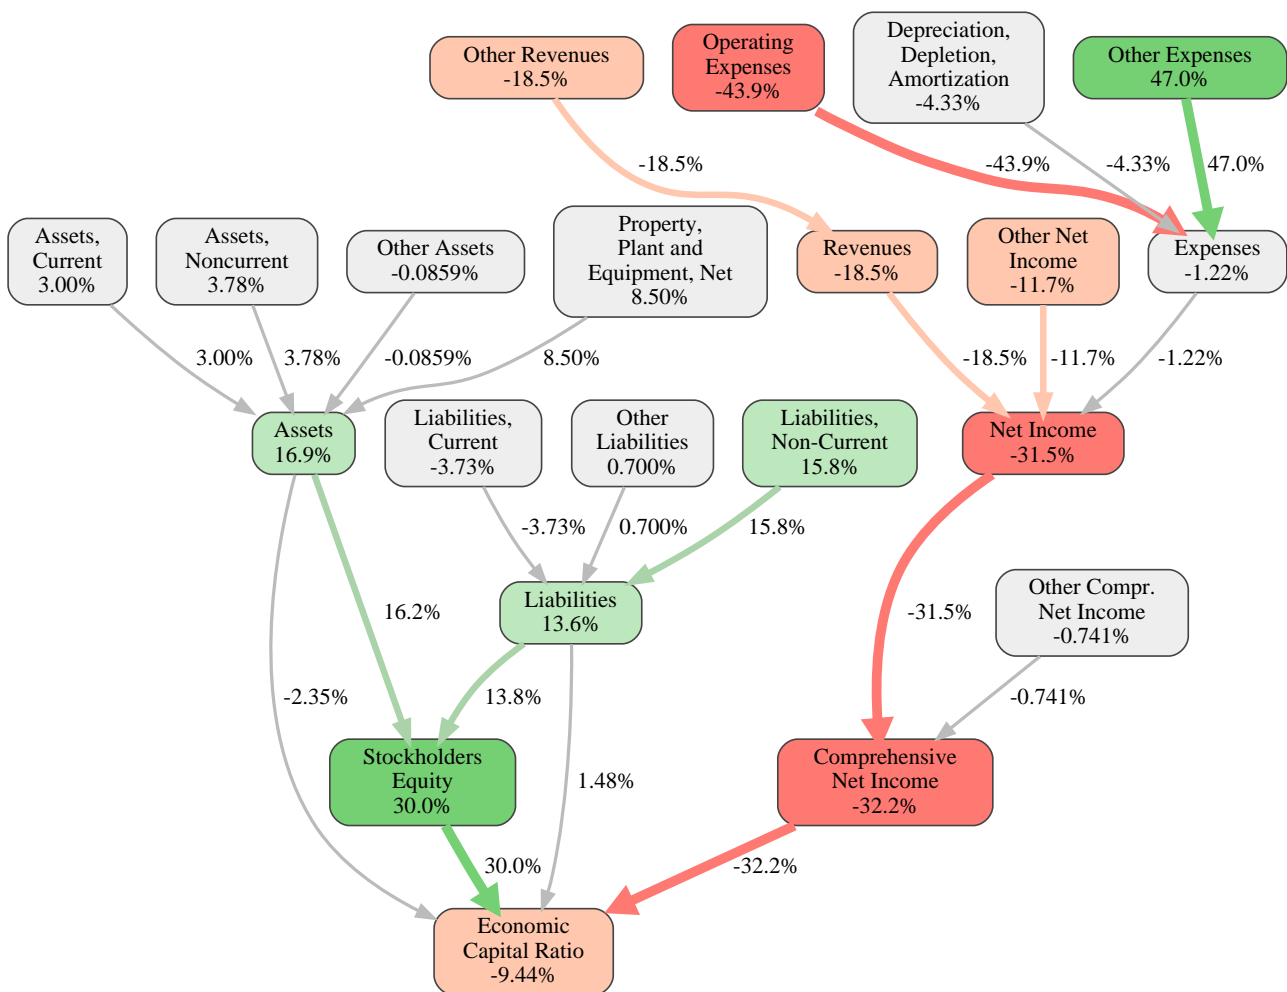 Other Revenues
-18.5%
Operating
Expenses
-43.9%
Depreciation,
Depletion,
Amortization
-4.33%
Other Expenses
47.0%
-18.5%
-43.9%
-4.33%
47.0%
Assets,
Current
3.00%
Assets,
Noncurrent
3.78%
Other Assets
-0.0859%
Property,
Plant and
Equipment, Net
8.50%
Revenues
-18.5%
Other Net
Income
-11.7%
Expenses
-1.22%
3.00%
3.78%
-0.0859%
8.50%
-18.5%
-11.7%
-1.22%
Assets
16.9%
Liabilities,
Current
-3.73%
Other
Liabilities
0.700%
Liabilities,
Non-Current
15.8%
Net Income
-31.5%
-3.73%
0.700%
15.8%
Liabilities
13.6%
Other Compr.
Net Income
-0.741%
16.2%
-31.5%
-2.35%
13.8%
-0.741%
Stockholders
Equity
30.0%
1.48%
Comprehensive
Net Income
-32.2%
30.0%
-32.2%
Economic
Capital Ratio
-9.44%